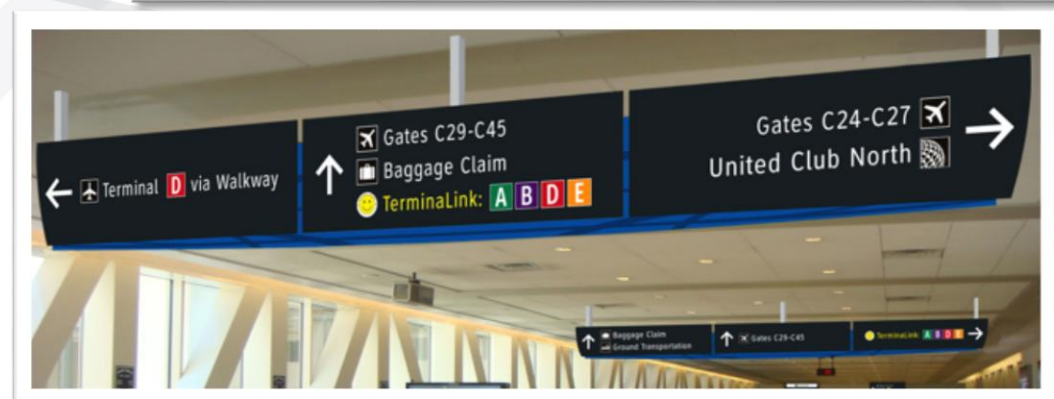 Terminal D via Walkway
Gates C29-C45
Baggage Claim
TerminaLink: A B D E
Gates C24-C27
United Club North
Baggage Claim
Ground Transportation
Gates C29-C45
TerminaLink: A B D E